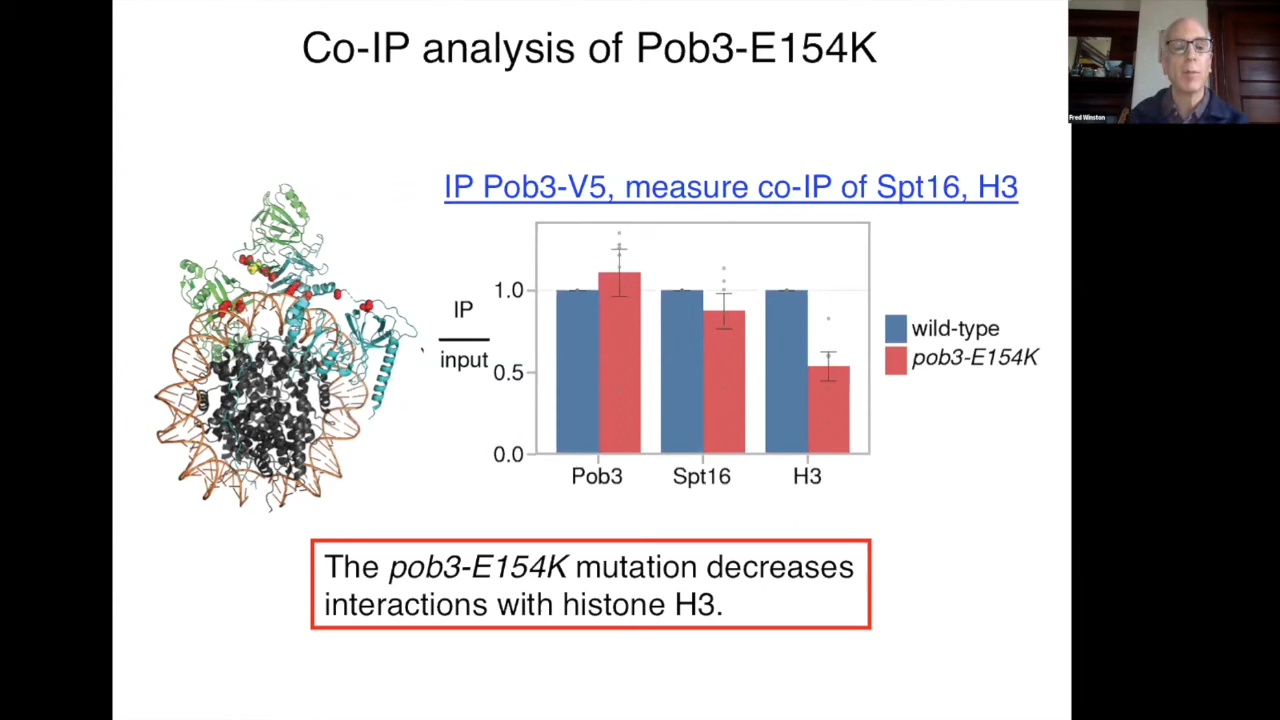 Co-IP analysis of Pob3-E154K
Fred Winston
IP Pob3-V5, measure co-IP of Spt16, H3
IP
input
1.0
0.5
0.0
Pob3
Spt16
H3
wild-type
pob3-E154K
The pob3-E154K mutation decreases
interactions with histone H3.